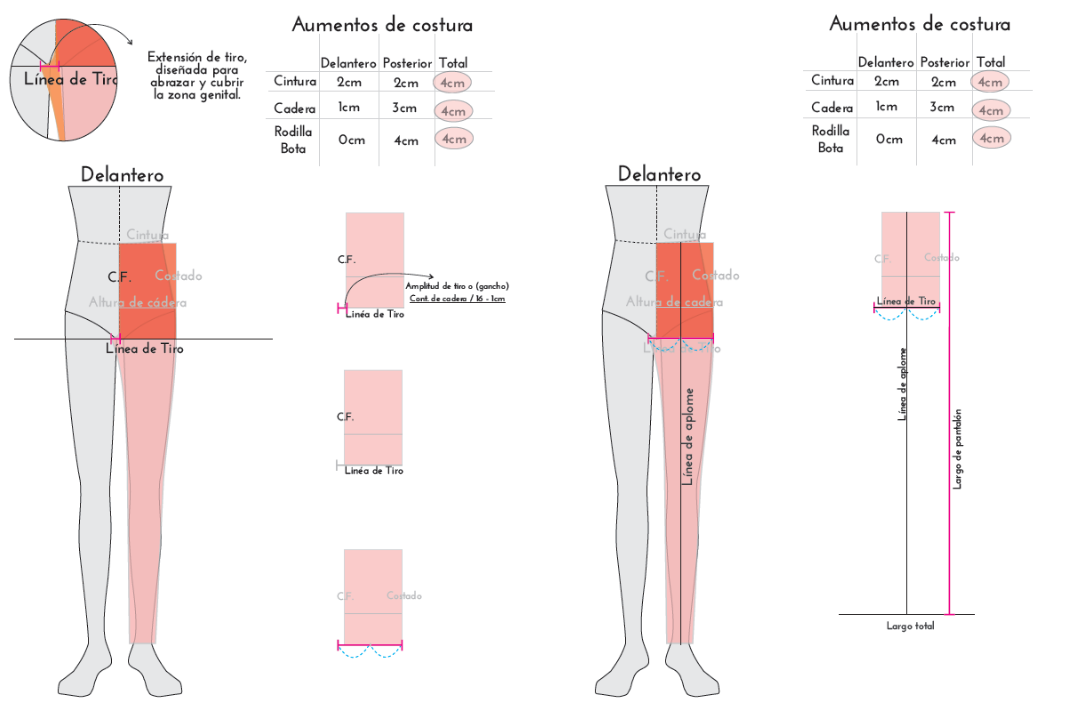 Aumentos de costura
Extensión de tiro,
diseñada para
abrazar y cubrir
la zona genital.
Línea de Tiro
Delantero Posterior Total
Cintura 2cm 2cm 4cm
Cadera 1cm 3cm 4cm
Rodilla
Bota 0cm 4cm 4cm
Delantero
Cintura
C.F. Costado
Altura de cádera
Línea de Tiro
C.F.
Amplitud de tiro o (gancho)
Cont. de cadera / 16 - 1cm
Linéa de Tiro
C.F.
Linéa de Tiro
C.F. Costado
Aumentos de costura
Delantero Posterior Total
Cintura 2cm 2cm 4cm
Cadera 1cm 3cm 4cm
Rodilla
Bota 0cm 4cm 4cm
Delantero
Cintura
C.F. Costado
Altura de cadera
Línea de Tiro
Línea de aplome
C.F. Costado
Línea de Tiro
Línea de aplome
Largo de pantalón
Largo total